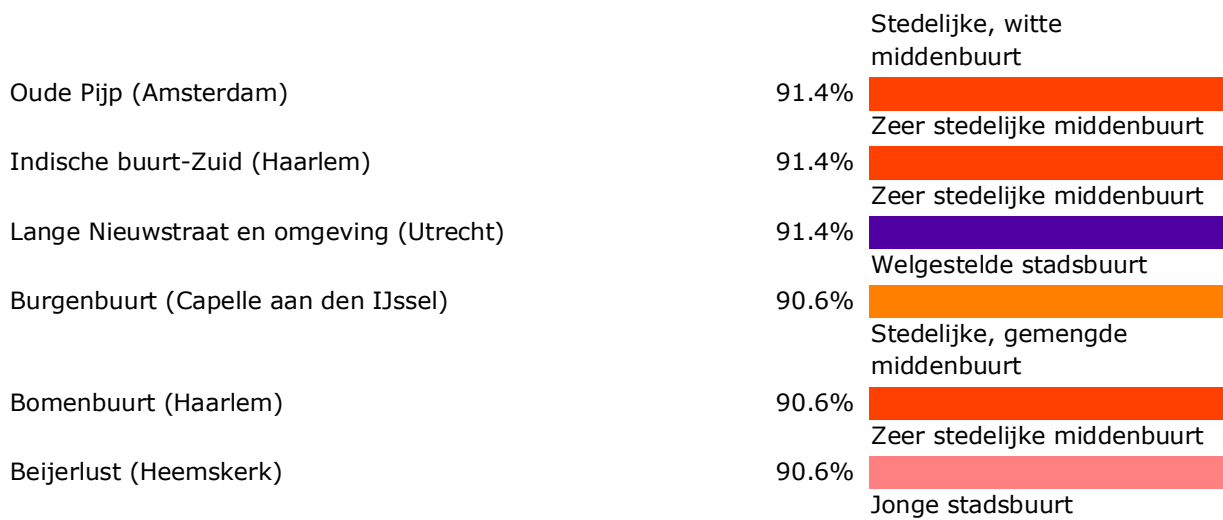 Stedelijke, witte
middenbuurt
Oude Pijp (Amsterdam) 91.4%
Zeer stedelijke middenbuurt
Indische buurt-Zuid (Haarlem) 91.4%
Zeer stedelijke middenbuurt
Lange Nieuwstraat en omgeving (Utrecht) 91.4%
Welgestelde stadsbuurt
Burgenbuurt (Capelle aan den IJssel) 90.6%
Stedelijke, gemengde
middenbuurt
Bomenbuurt (Haarlem) 90.6%
Zeer stedelijke middenbuurt
Beijerlust (Heemskerk) 90.6%
Jonge stadsbuurt